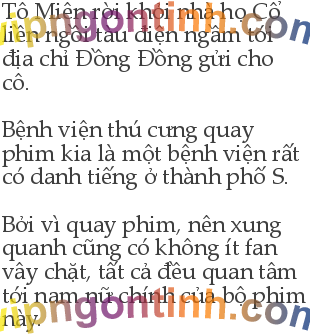 Tô Miên rời khỏi nhà họ Cố
liền ngồi tàu điện ngầm tới
địa chỉ Đồng Đồng gửi cho
cô.
Bệnh viện thú cưng quay
phim kia là một bệnh viện rất
có danh tiếng ở thành phố S.
Bởi vì quay phim, nên xung
quanh cũng có không ít fan
vây chặt, tất cả đều quan tâm
tới nam nữ chính của bộ phim
này.
vipngontinh.com
vipngontinh.com